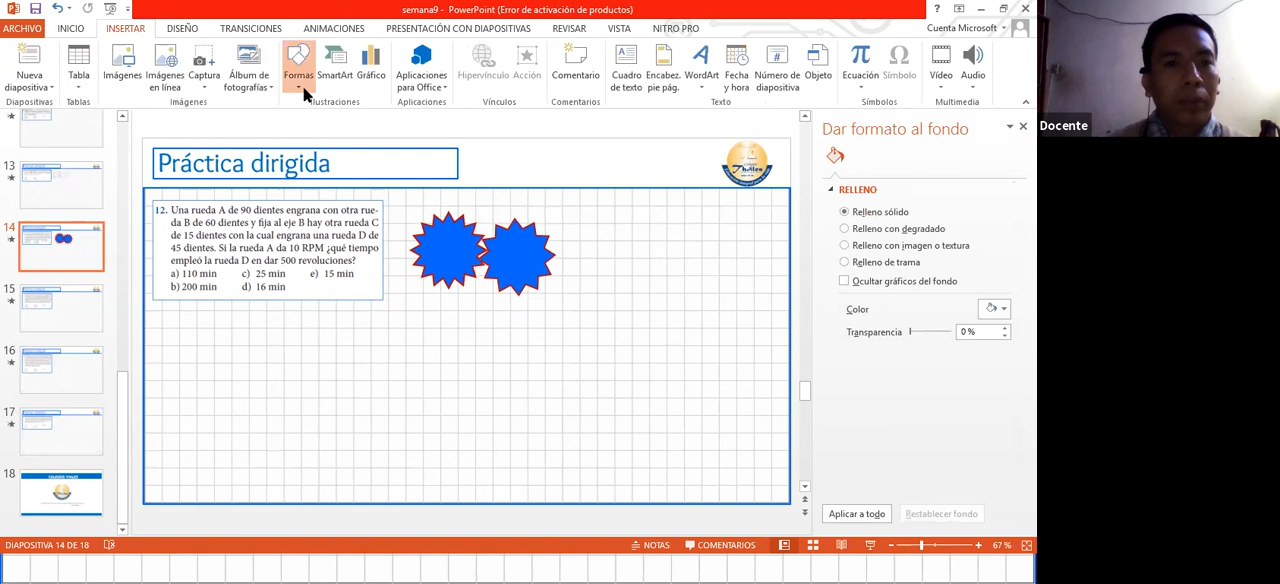 semana9 - PowerPoint (Error de activación de productos)
ARCHIVO INICIO INSERTAR DISEÑO TRANSICIONES ANIMACIONES PRESENTACIÓN CON DIAPOSITIVAS REVISAR VISTA NITRO PRO
Cuenta Microsoft
Nueva diapositiva
Tabla
Imágenes
Imágenes en línea
Captura
Álbum de fotografías
Formas
SmartArt
Gráfico
Aplicaciones para Office
Hipervínculo
Acción
Comentario
Cuadro de texto
Encabez. pie pág.
WordArt
Fecha y hora
Número de diapositiva
Objeto
Ecuación
Símbolo
Vídeo
Audio
Diapositivas
Tablas
Imágenes
Ilustraciones
Aplicaciones
Vínculos
Comentarios
Texto
Símbolos
Multimedia
13
14
15
16
17
18
Práctica dirigida
Thales
12. Una rueda A de 90 dientes engrana con otra rue-
da B de 60 dientes y fija al eje B hay otra rueda C
de 15 dientes con la cual engrana una rueda D de
45 dientes. Si la rueda A da 10 RPM ¿qué tiempo
empleó la rueda D en dar 500 revoluciones?
a) 110 min c) 25 min e) 15 min
b) 200 min d) 16 min
Dar formato al fondo
RELLENO
Relleno sólido
Relleno con degradado
Relleno con imagen o textura
Relleno de trama
Ocultar gráficos del fondo
Color
Transparencia 0 %
Aplicar a todo
Restablecer fondo
Docente
DIAPOSITIVA 14 DE 18
NOTAS
COMENTARIOS
67 %